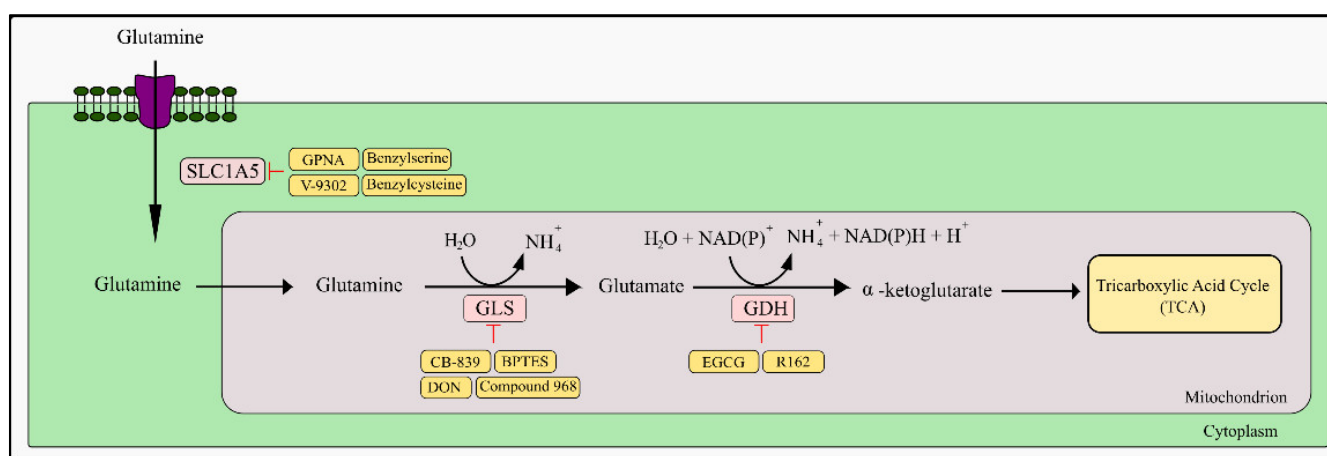 Glutamine
SLC1A5
GPNA
Benzylserine
V-9302
Benzylcysteine
H₂O
NH₄⁺
H₂O + NAD(P)⁺
NH₄⁺ + NAD(P)H + H⁺
Glutamine
Glutamine
Glutamate
α -ketoglutarate
Tricarboxylic Acid Cycle
(TCA)
GLS
GDH
CB-839
BPTES
DON
Compound 968
EGCG
R162
Mitochondrion
Cytoplasm